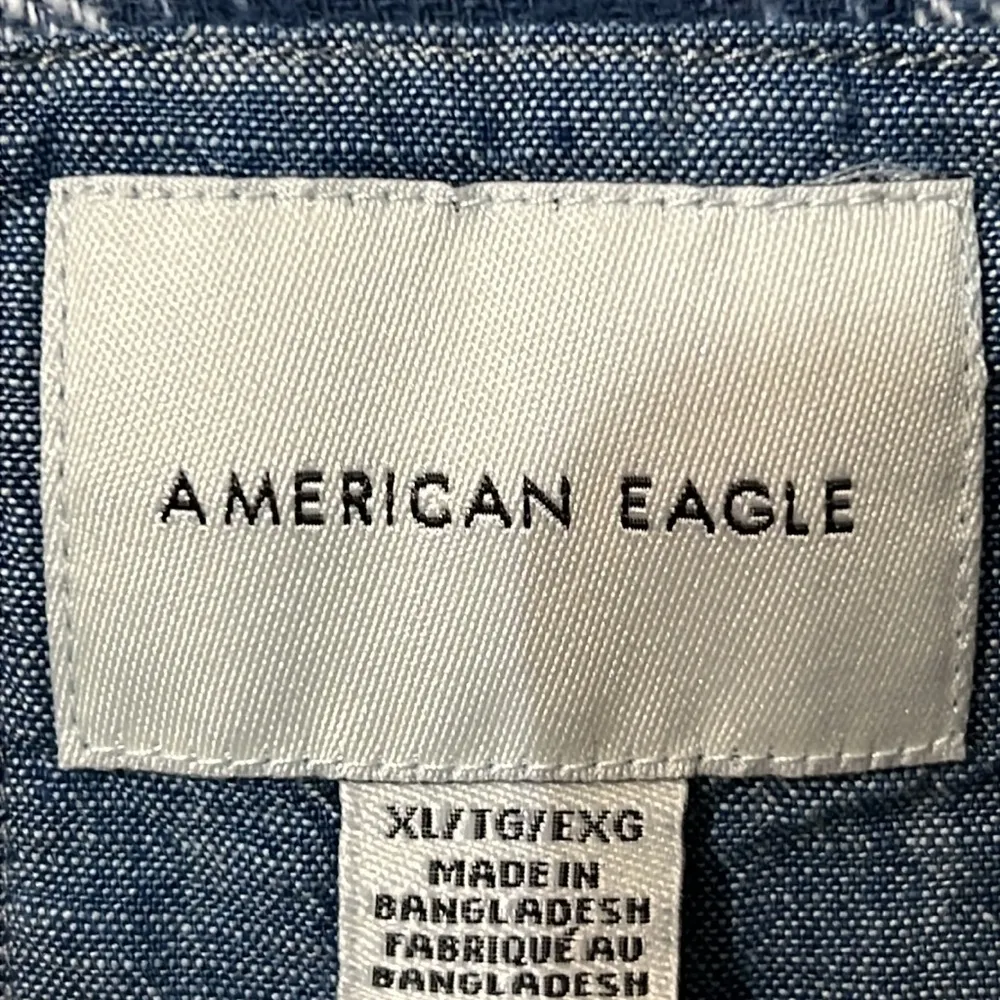 AMERICAN EAGLE
XL/TG/EXG
MADE IN
BANGLADESH
FABRIQUÉ AU
BANGLADESH